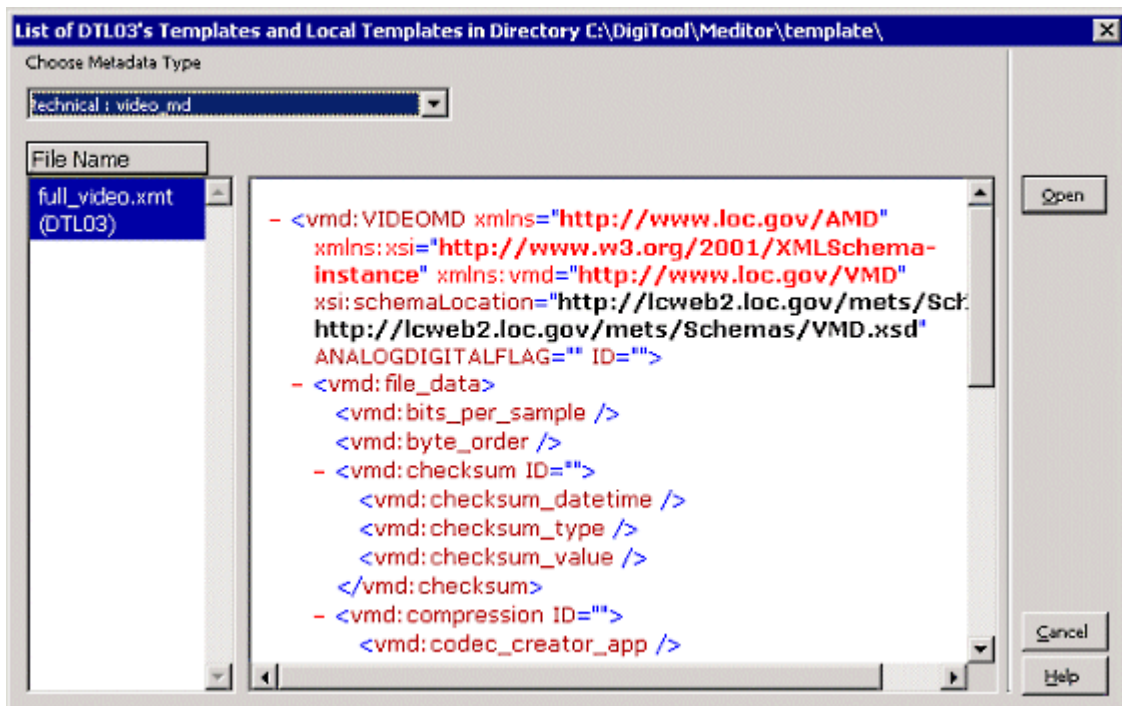 List of DTL03's Templates and Local Templates in Directory C:\DigiTool\Meditor\template\
Choose Metadata Type
technical : video_md
File Name
full_video.xmt
(DTL03)
- <vmd:VIDEOMD xmlns="http://www.loc.gov/AMD"
xmlns:xsi="http://www.w3.org/2001/XMLSchema-
instance" xmlns:vmd="http://www.loc.gov/VMD"
xsi:schemaLocation="http://lcweb2.loc.gov/mets/Sch
http://lcweb2.loc.gov/mets/Schemas/VMD.xsd"
ANALOGDIGITALFLAG="" ID="">
- <vmd:file_data>
<vmd:bits_per_sample />
<vmd:byte_order />
- <vmd:checksum ID="">
<vmd:checksum_datetime />
<vmd:checksum_type />
<vmd:checksum_value />
</vmd:checksum>
- <vmd:compression ID="">
<vmd:codec_creator_app />
Open
Cancel
Help